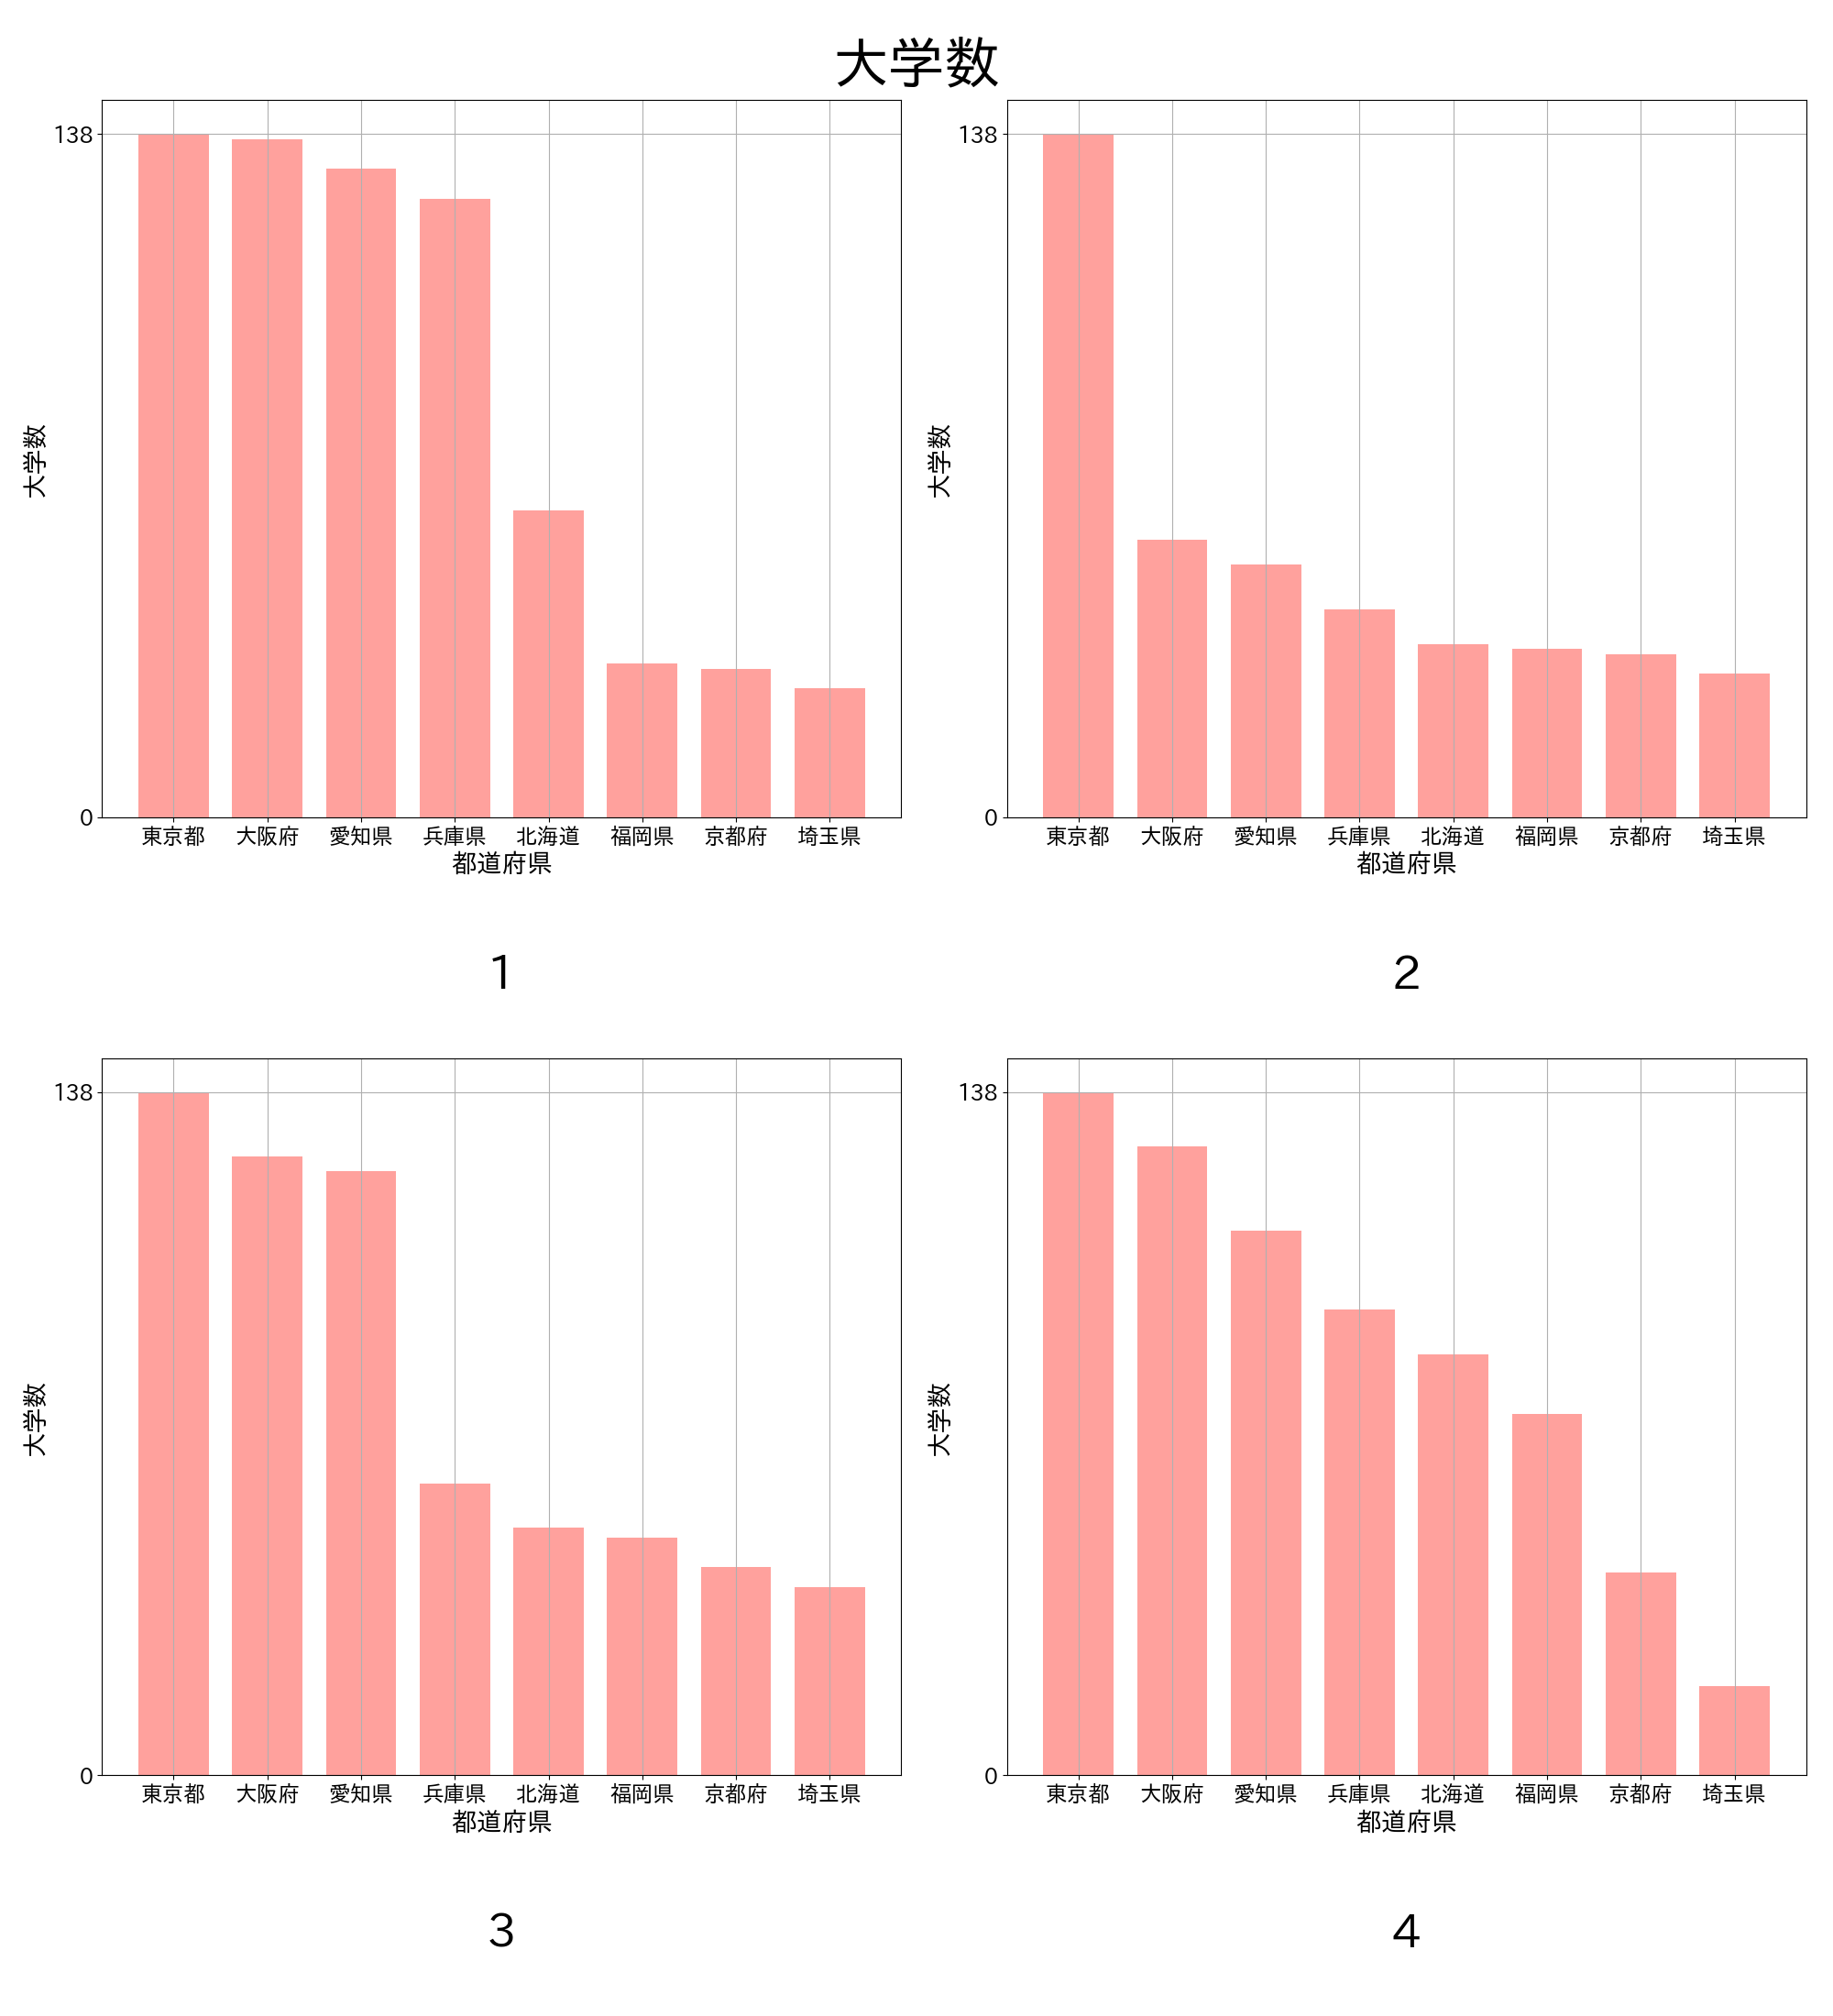 大学数
138
0
大学数
東京都 大阪府 愛知県 兵庫県 北海道 福岡県 京都府 埼玉県
都道府県
1
138
0
大学数
東京都 大阪府 愛知県 兵庫県 北海道 福岡県 京都府 埼玉県
都道府県
2
138
0
大学数
東京都 大阪府 愛知県 兵庫県 北海道 福岡県 京都府 埼玉県
都道府県
3
138
0
大学数
東京都 大阪府 愛知県 兵庫県 北海道 福岡県 京都府 埼玉県
都道府県
4